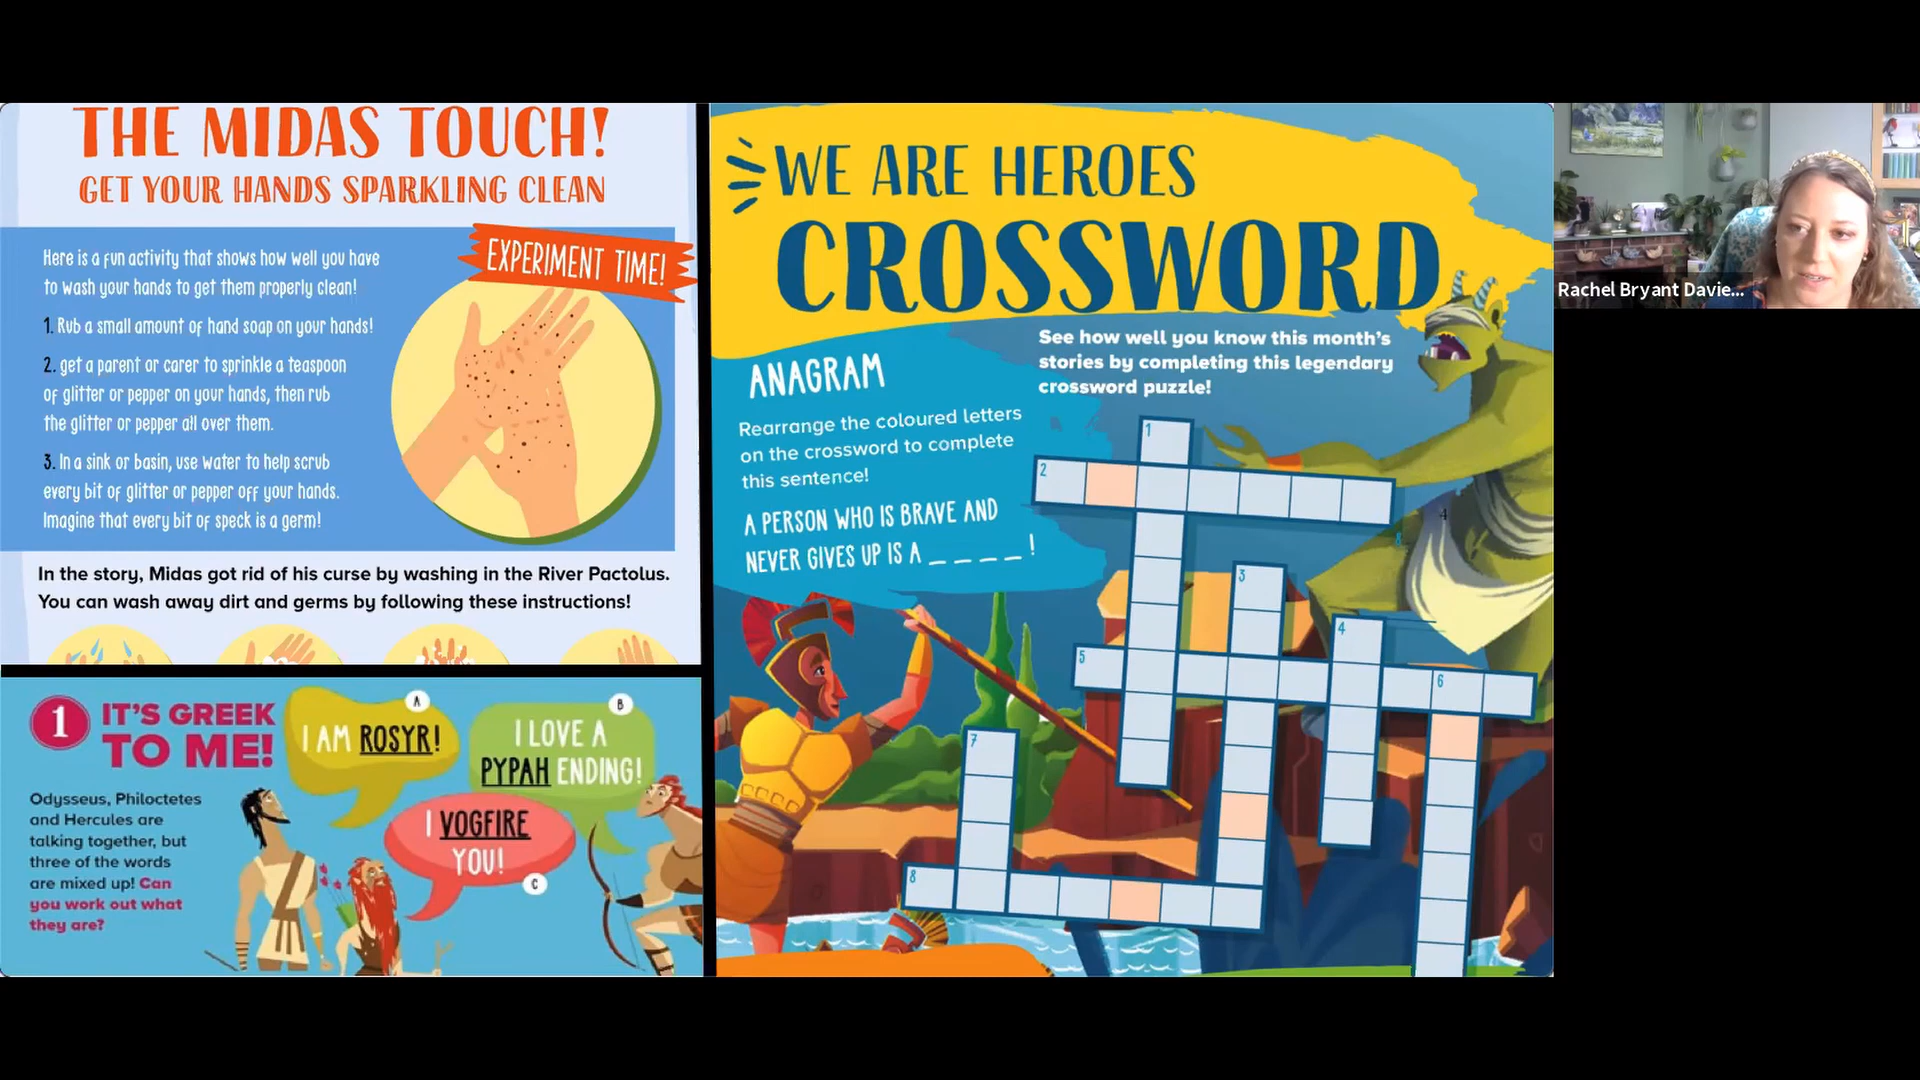 THE MIDAS TOUCH!
GET YOUR HANDS SPARKLING CLEAN
EXPERIMENT TIME!
Here is a fun activity that shows how well you have
to wash your hands to get them properly clean!
1. Rub a small amount of hand soap on your hands!
2. get a parent or carer to sprinkle a teaspoon
of glitter or pepper on your hands, then rub
the glitter or pepper all over them.
3. In a sink or basin, use water to help scrub
every bit of glitter or pepper off your hands.
Imagine that every bit of speck is a germ!
In the story, Midas got rid of his curse by washing in the River Pactolus.
You can wash away dirt and germs by following these instructions!
1
IT'S GREEK
TO ME!
Odysseus, Philoctetes
and Hercules are
talking together, but
three of the words
are mixed up! Can
you work out what
they are?
A
I AM ROSYR!
B
I LOVE A
PYPAH ENDING!
I VOGFIRE
YOU!
C
WE ARE HEROES
CROSSWORD
See how well you know this month's
stories by completing this legendary
crossword puzzle!
ANAGRAM
Rearrange the coloured letters
on the crossword to complete
this sentence!
A PERSON WHO IS BRAVE AND
NEVER GIVES UP IS A _ _ _ _ !
1
2
4
8
3
4
5
6
7
8
Rachel Bryant Davie...